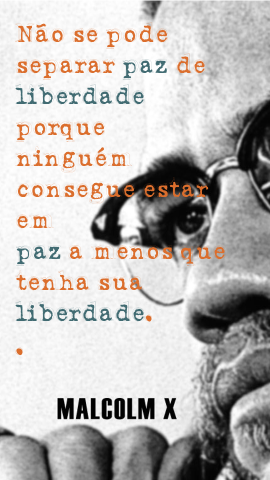 Não se pode
separar paz de
liberdade
porque
ninguém
consegue estar
em
paz a menos que
tenha sua
liberdade.
.
MALCOLM X